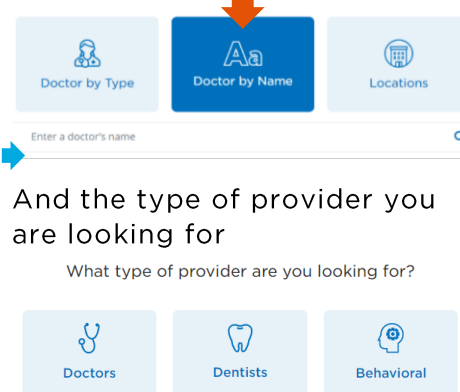 Aa
Doctor by Type
Doctor by Name
Locations
Enter a doctor's name
And the type of provider you
are looking for
What type of provider are you looking for?
Doctors
Dentists
Behavioral